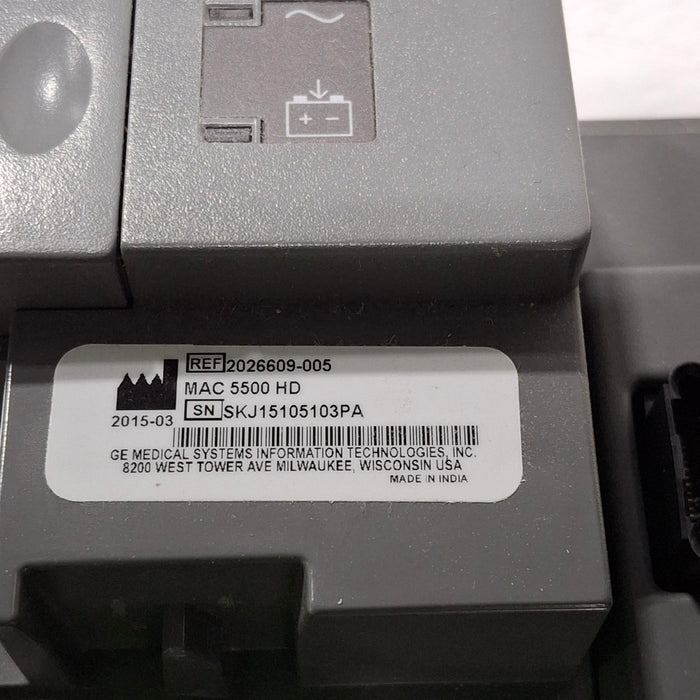 REF 2026609-005
MAC 5500 HD
SN SKJ15105103PA
2015-03
GE MEDICAL SYSTEMS INFORMATION TECHNOLOGIES, INC.
8200 WEST TOWER AVE MILWAUKEE, WISCONSIN USA
MADE IN INDIA